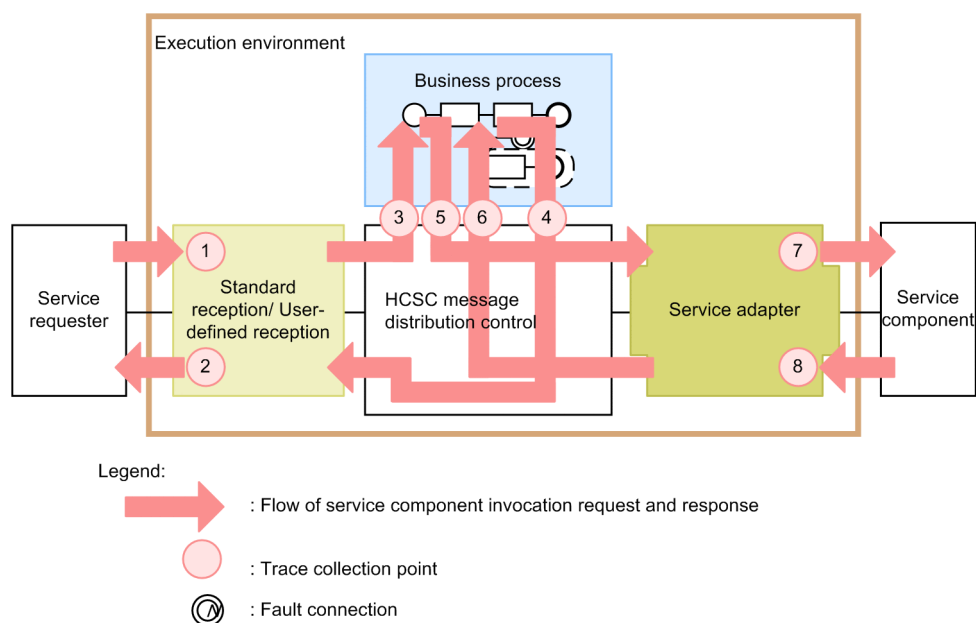 Execution environment
Business process
3
5
6
4
1
7
Service
requester
Standard
reception/ User-
defined reception
HCSC message
distribution control
Service adapter
Service
component
2
8
Legend:
: Flow of service component invocation request and response
: Trace collection point
: Fault connection